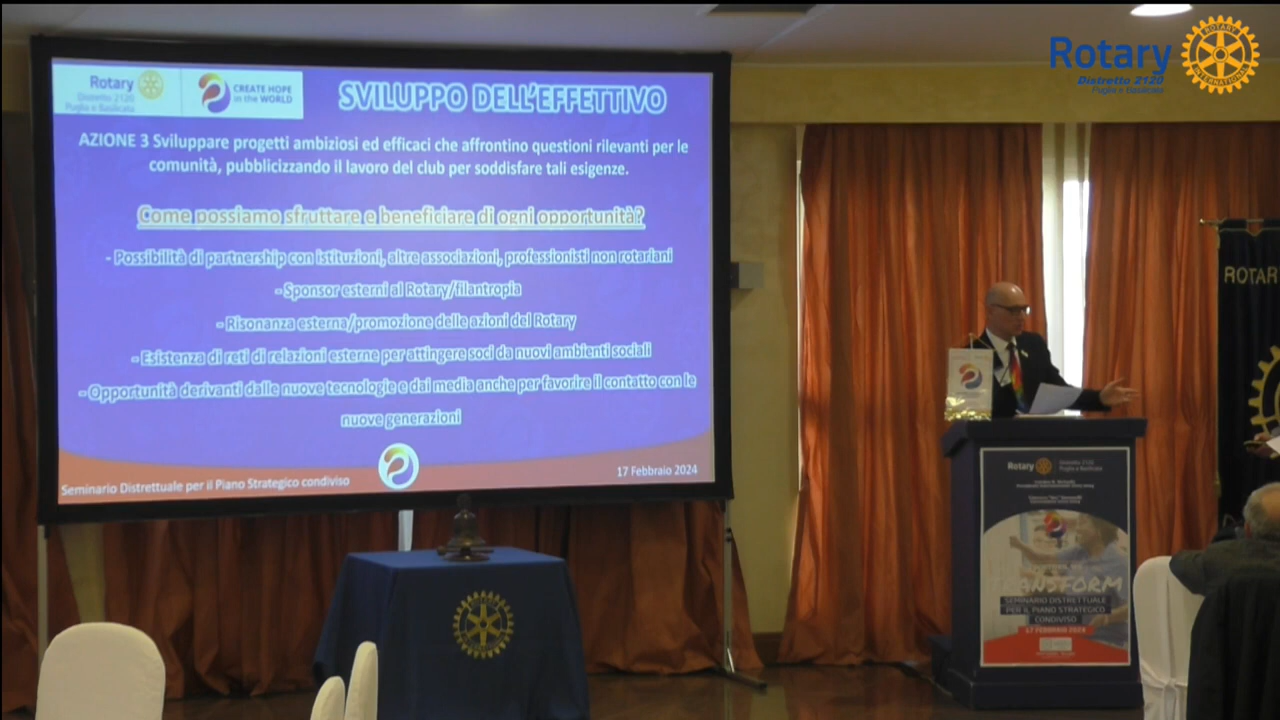 Rotary
Distretto 2120
Puglia e Basilicata
Rotary
Distretto 2120
Puglia e Basilicata
CREATE HOPE
in the WORLD
SVILUPPO DELL'EFFETTIVO
AZIONE 3 Sviluppare progetti ambiziosi ed efficaci che affrontino questioni rilevanti per le
comunità, pubblicizzando il lavoro del club per soddisfare tali esigenze.
Come possiamo sfruttare e beneficiare di ogni opportunità?
- Possibilità di partnership con istituzioni, altre associazioni, professionisti non rotariani
- Sponsor esterni al Rotary/filantropia
- Risonanza esterna/promozione delle azioni del Rotary
- Esistenza di reti di relazioni esterne per attingere soci da nuovi ambienti sociali
- Opportunità derivanti dalle nuove tecnologie e dai media anche per favorire il contatto con le
nuove generazioni
Seminario Distrettuale per il Piano Strategico condiviso
17 Febbraio 2024
ROTAR
Rotary
Distretto 2120
Puglia e Basilicata
TRANSFORM
SEMINARIO DISTRETTUALE
PER IL PIANO STRATEGICO
CONDIVISO
17 FEBBRAIO 2024